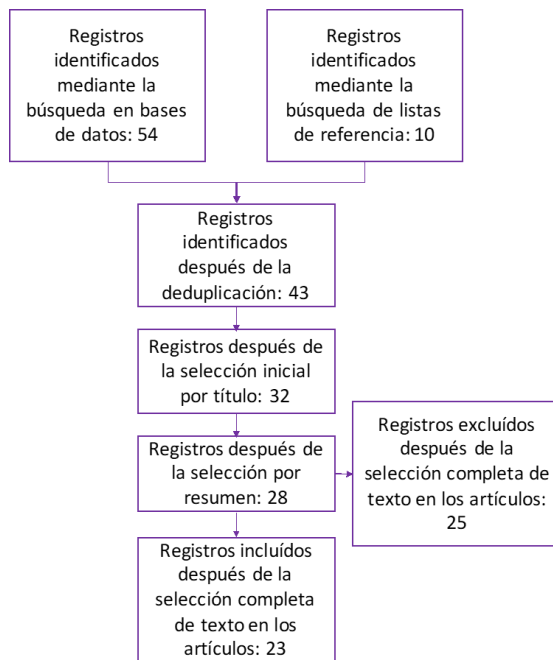 Registros
identificados
mediante la
búsqueda en bases
de datos: 54
Registros
identificados
mediante la
búsqueda de listas
de referencia: 10
Registros
identificados
después de la
deduplicación: 43
Registros después de
la selección inicial
por título: 32
Registros después de
la selección por
resumen: 28
Registros excluídos
después de la
selección completa de
texto en los artículos:
25
Registros incluídos
después de la
selección completa
de texto en los
artículos: 23